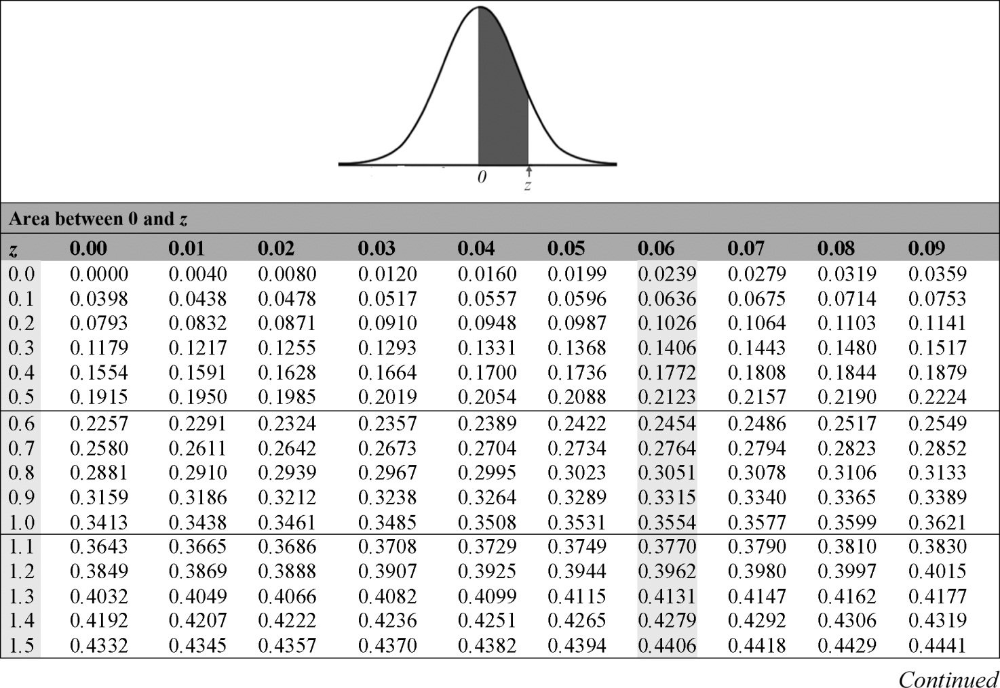 0
z
Area between 0 and z
z 0.00 0.01 0.02 0.03 0.04 0.05 0.06 0.07 0.08 0.09
0.0 0.0000 0.0040 0.0080 0.0120 0.0160 0.0199 0.0239 0.0279 0.0319 0.0359
0.1 0.0398 0.0438 0.0478 0.0517 0.0557 0.0596 0.0636 0.0675 0.0714 0.0753
0.2 0.0793 0.0832 0.0871 0.0910 0.0948 0.0987 0.1026 0.1064 0.1103 0.1141
0.3 0.1179 0.1217 0.1255 0.1293 0.1331 0.1368 0.1406 0.1443 0.1480 0.1517
0.4 0.1554 0.1591 0.1628 0.1664 0.1700 0.1736 0.1772 0.1808 0.1844 0.1879
0.5 0.1915 0.1950 0.1985 0.2019 0.2054 0.2088 0.2123 0.2157 0.2190 0.2224
0.6 0.2257 0.2291 0.2324 0.2357 0.2389 0.2422 0.2454 0.2486 0.2517 0.2549
0.7 0.2580 0.2611 0.2642 0.2673 0.2704 0.2734 0.2764 0.2794 0.2823 0.2852
0.8 0.2881 0.2910 0.2939 0.2967 0.2995 0.3023 0.3051 0.3078 0.3106 0.3133
0.9 0.3159 0.3186 0.3212 0.3238 0.3264 0.3289 0.3315 0.3340 0.3365 0.3389
1.0 0.3413 0.3438 0.3461 0.3485 0.3508 0.3531 0.3554 0.3577 0.3599 0.3621
1.1 0.3643 0.3665 0.3686 0.3708 0.3729 0.3749 0.3770 0.3790 0.3810 0.3830
1.2 0.3849 0.3869 0.3888 0.3907 0.3925 0.3944 0.3962 0.3980 0.3997 0.4015
1.3 0.4032 0.4049 0.4066 0.4082 0.4099 0.4115 0.4131 0.4147 0.4162 0.4177
1.4 0.4192 0.4207 0.4222 0.4236 0.4251 0.4265 0.4279 0.4292 0.4306 0.4319
1.5 0.4332 0.4345 0.4357 0.4370 0.4382 0.4394 0.4406 0.4418 0.4429 0.4441
Continued